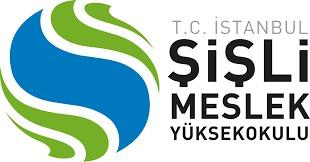 T.C. İSTANBUL
ŞİŞLİ
MESLEK
YÜKSEKOKULU